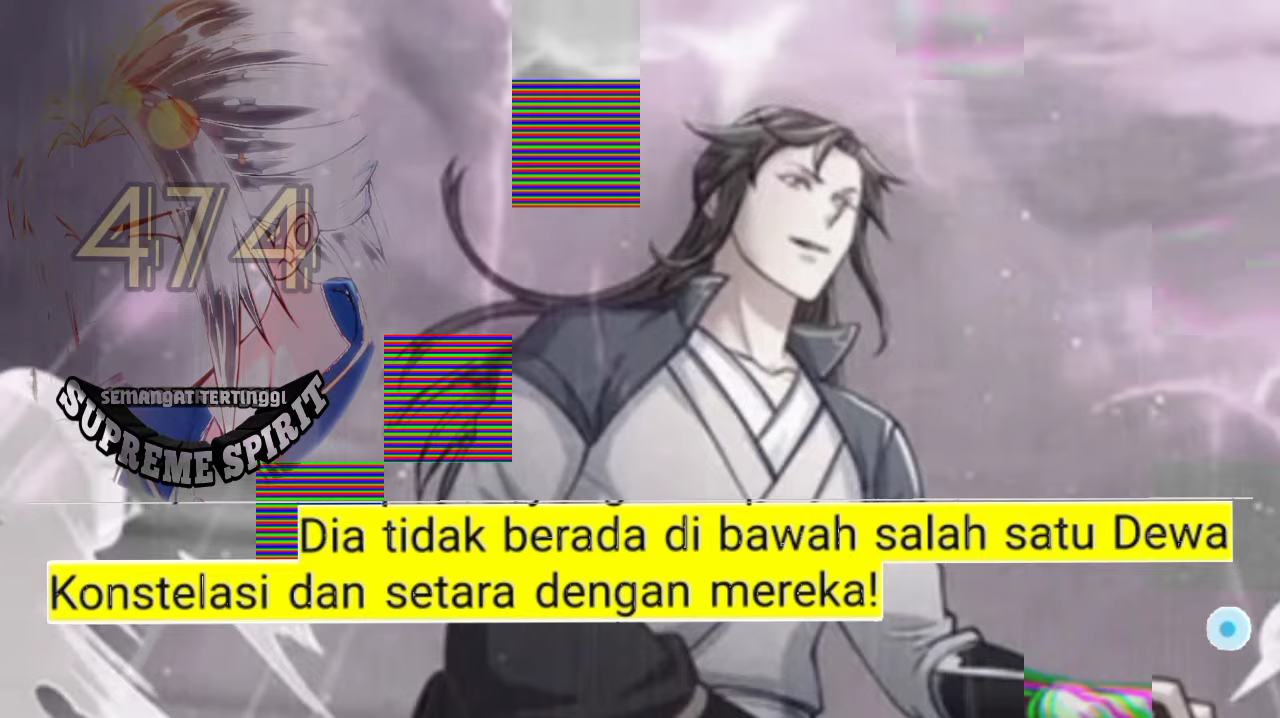 474
SEMANGAT TERTINGGI
SUPREME SPIRIT
Dia tidak berada di bawah salah satu Dewa
Konstelasi dan setara dengan mereka!